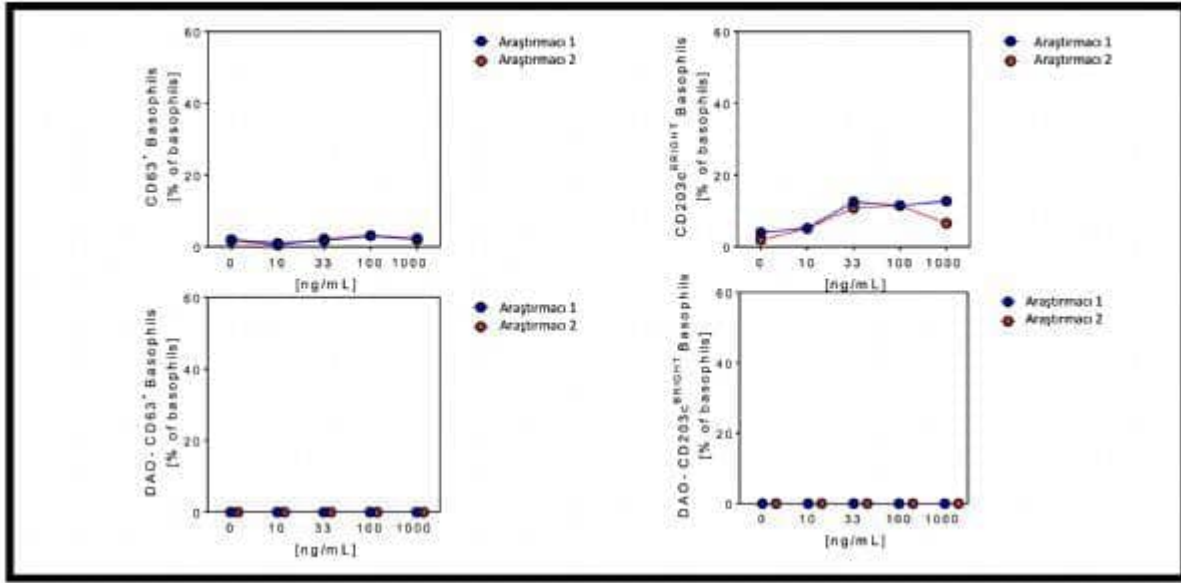 CD63+ Basophils
[% of basophils]
60
40
20
0
0 10 33 100 1000
[ng/mL]
Araştırmacı 1
Araştırmacı 2
CD203cBRIGHT Basophils
[% of basophils]
60
40
20
0
0 10 33 100 1000
[ng/mL]
Araştırmacı 1
Araştırmacı 2
DAO- CD63+ Basophils
[% of basophils]
60
40
20
0
0 10 33 100 1000
[ng/mL]
Araştırmacı 1
Araştırmacı 2
DAO- CD203cBRIGHT Basophils
[% of basophils]
60
40
20
0
0 10 33 100 1000
[ng/mL]
Araştırmacı 1
Araştırmacı 2